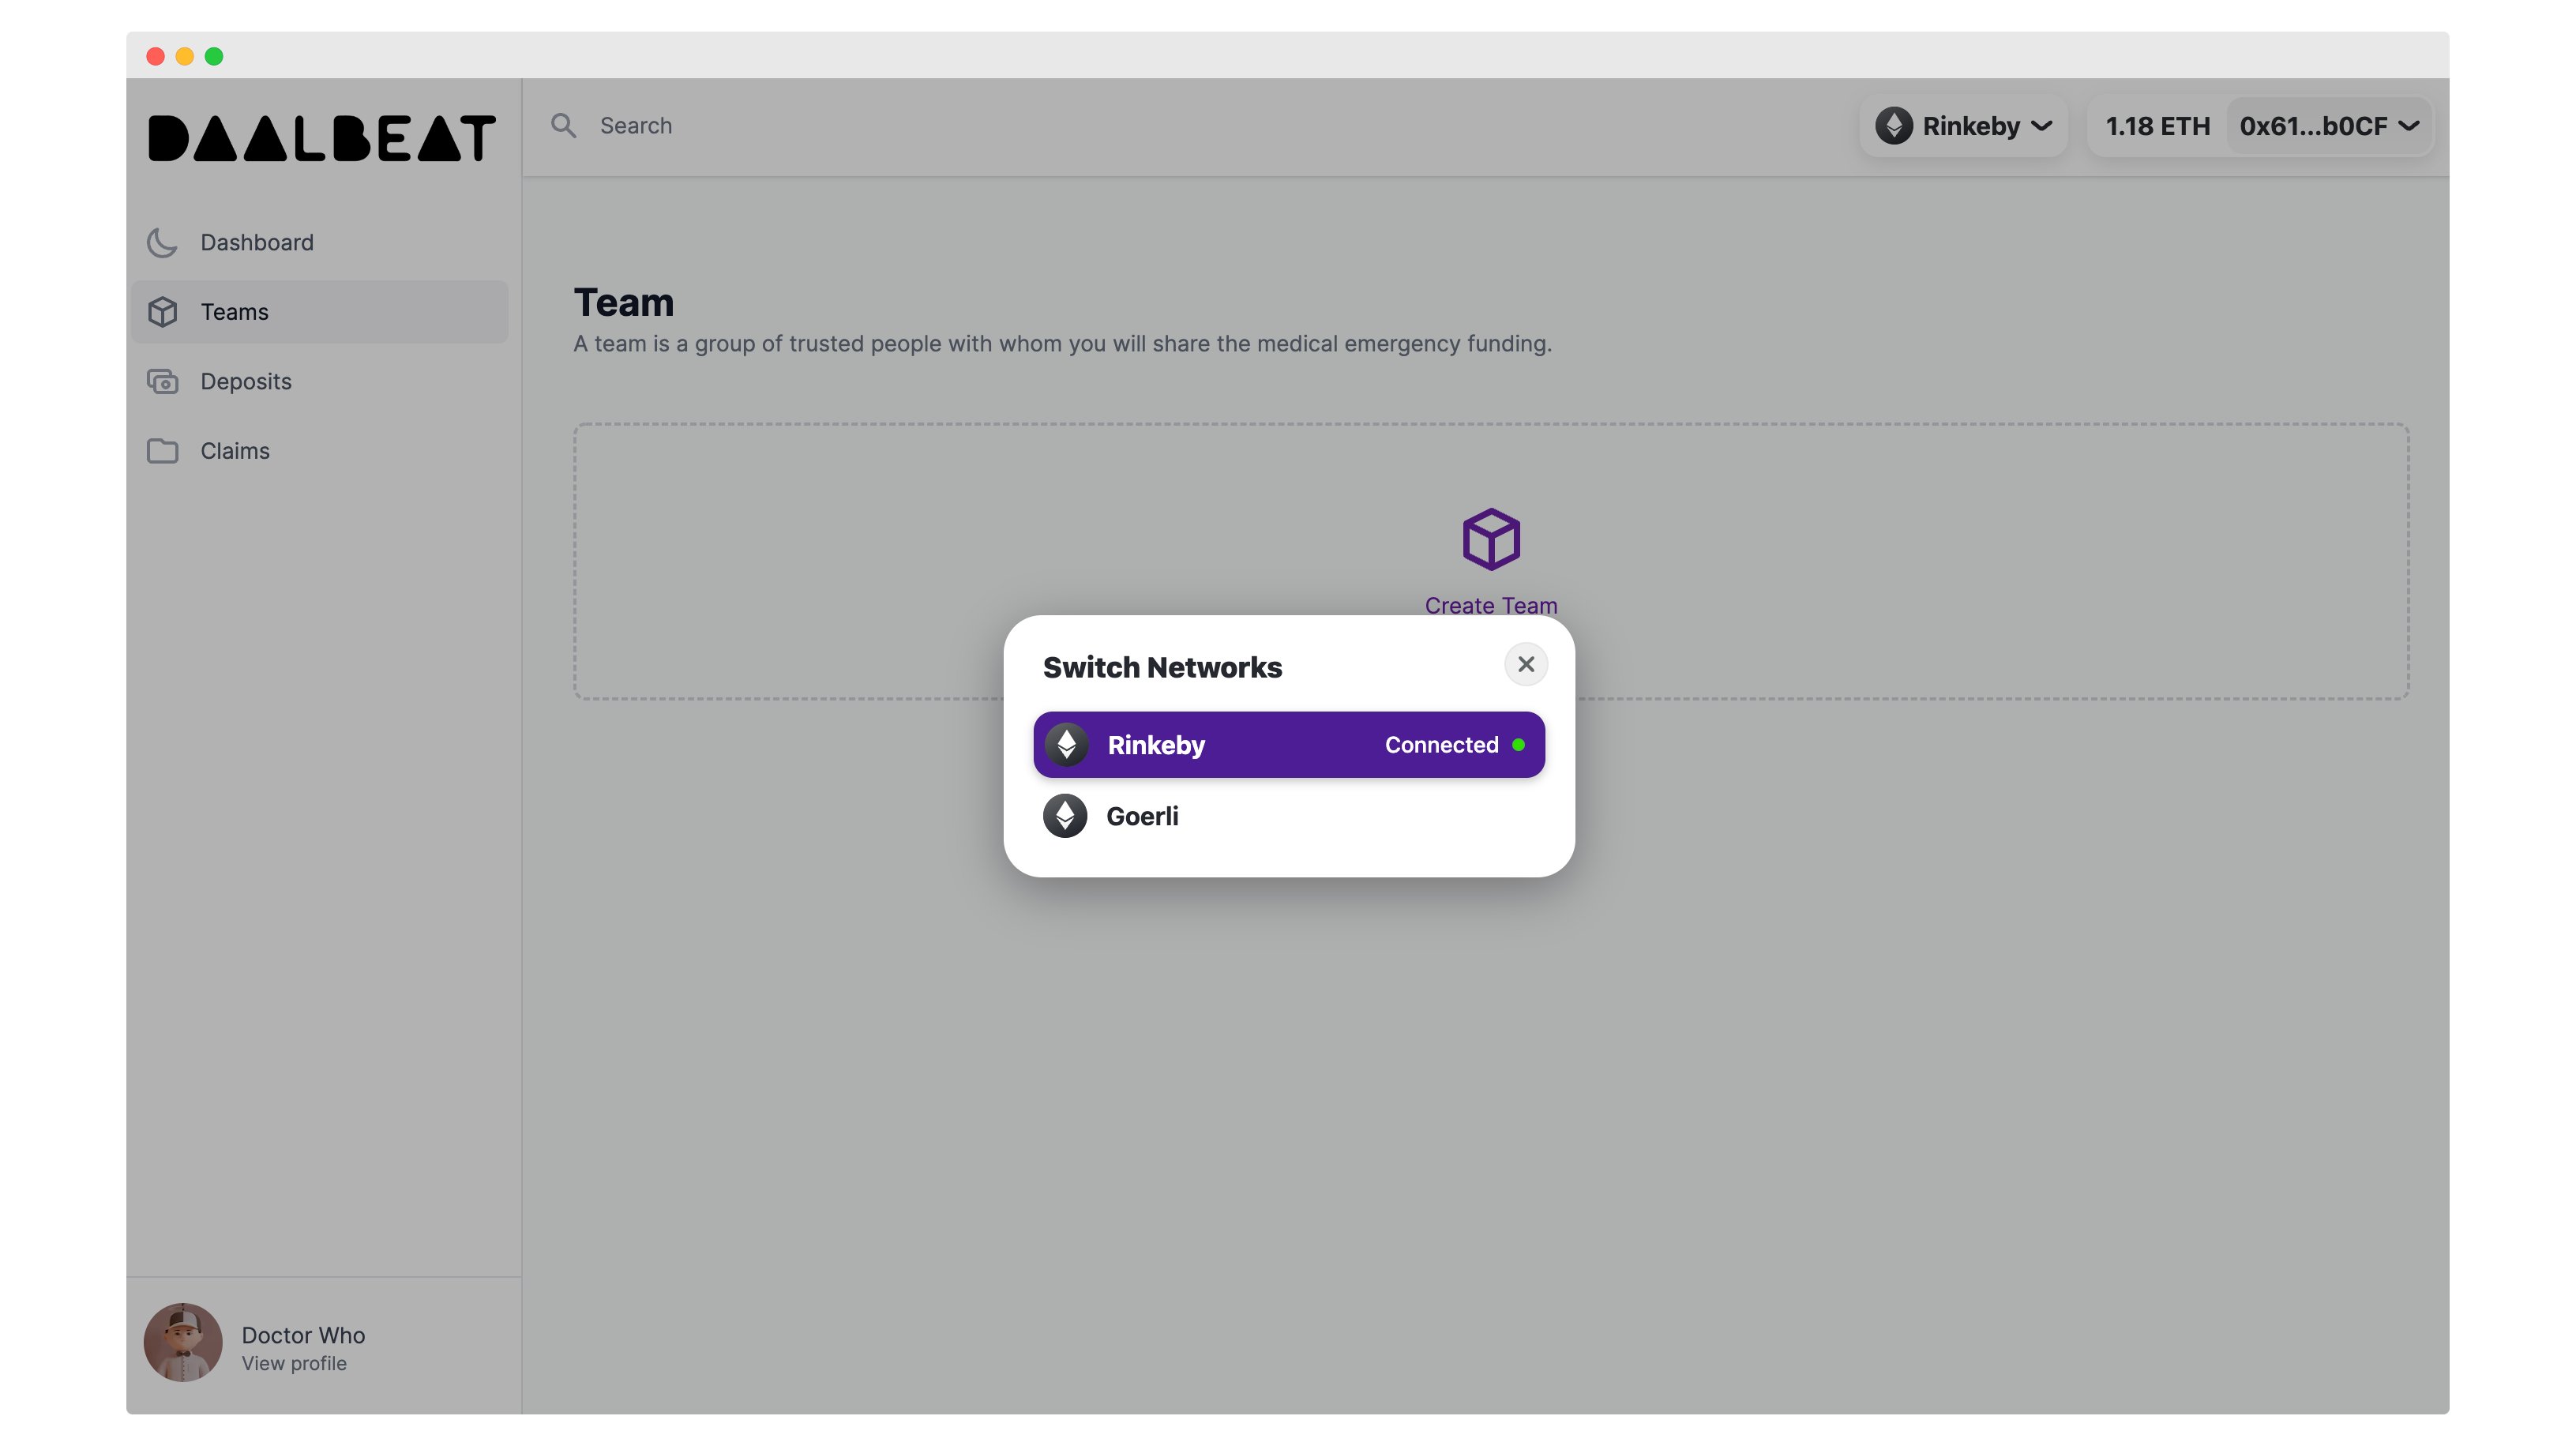 DAALBEAT
Search
Rinkeby
1.18 ETH
0x61...b0CF
Dashboard
Teams
Deposits
Claims
Team
A team is a group of trusted people with whom you will share the medical emergency funding.
Create Team
Switch Networks
Rinkeby
Connected
Goerli
Doctor Who
View profile